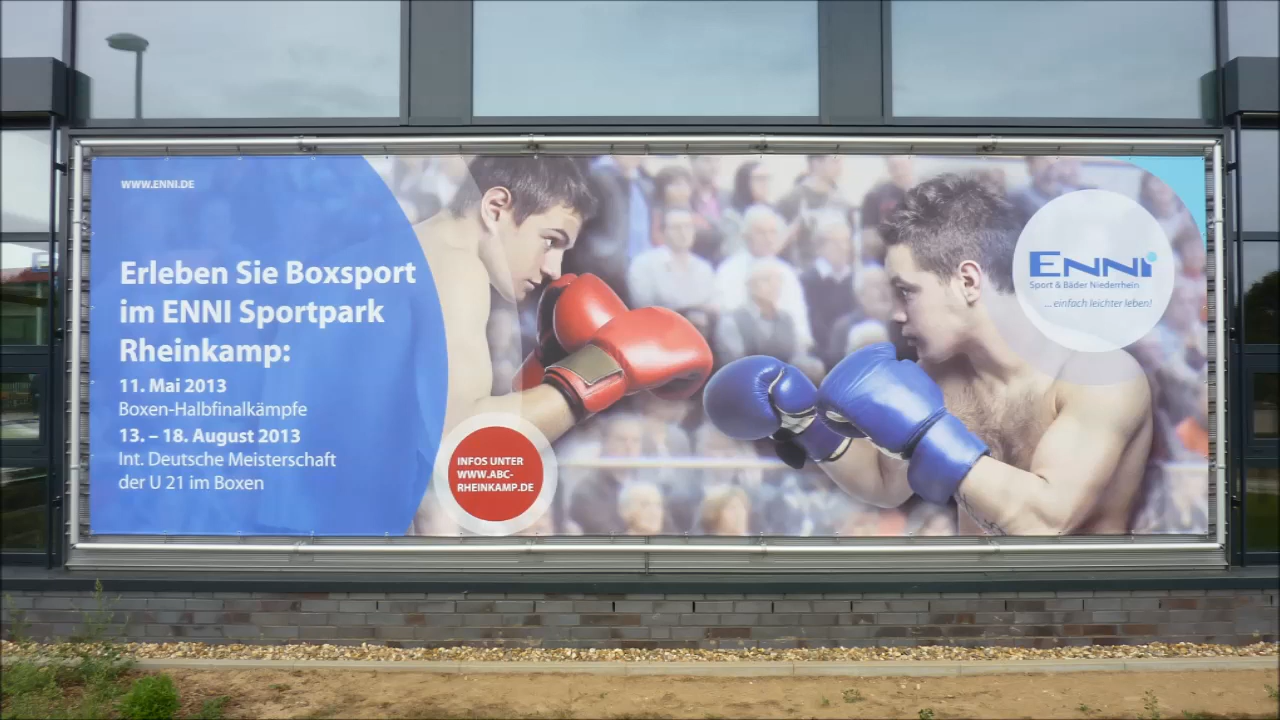 WWW.ENNI.DE
Erleben Sie Boxsport
im ENNI Sportpark
Rheinkamp:
11. Mai 2013
Boxen-Halbfinalkämpfe
13. – 18. August 2013
Int. Deutsche Meisterschaft
der U 21 im Boxen
INFOS UNTER
WWW.ABC-
RHEINKAMP.DE
ENNI
Sport & Bäder Niederrhein
...einfach leichter leben!